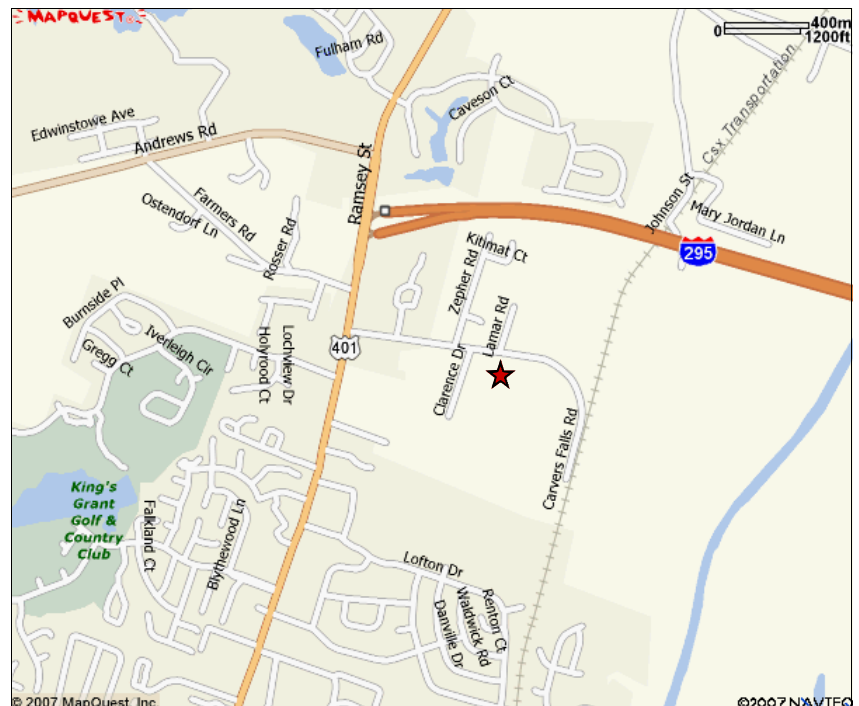 MAPQUEST
400m
0
1200ft
Fulham Rd
Csx Transportation
Caveson Ct
Edwinstowe Ave
Andrews Rd
Ramsey St
Farmers Rd
Ostendorf Ln
Johnson St
Mary Jordan Ln
Rosser Rd
Kitimat Ct
295
Zepher Rd
Burnside Pl
Lamar Rd
Iverleigh Cir
Lochview Dr
Holyrood Ct
401
Gregg Ct
Clarence Dr
Carvers Falls Rd
King's
Grant
Golf &
Country
Club
Falkland Ct
Blythewood Ln
Lofton Dr
Renton Ct
Waldwick Rd
Danville Dr
© 2007 MapQuest, Inc
©2007 NAVTEQ